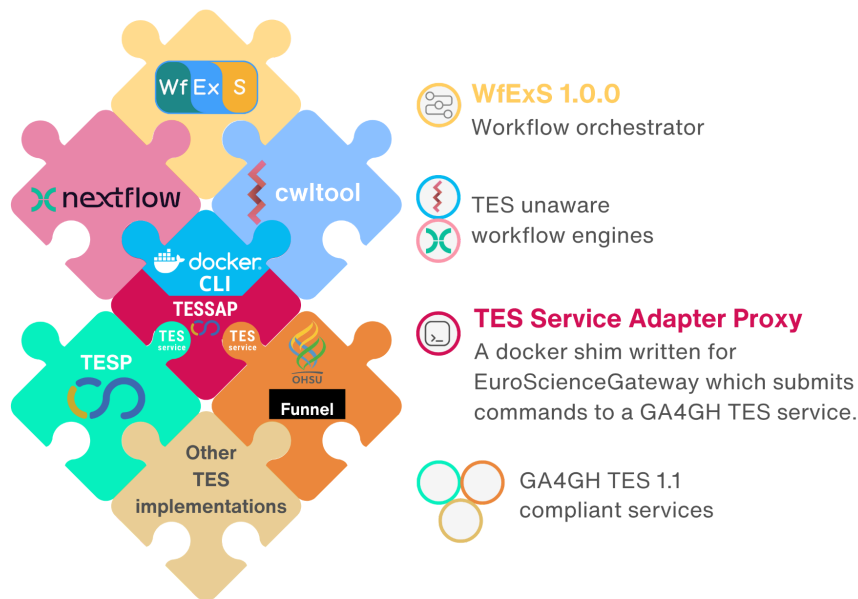 Wf Ex S
nextflow
cwltool
docker
CLI
TESSAP
TES
service
TES
service
TESP
OHSU
Funnel
Other
TES
implementations
WfExS 1.0.0
Workflow orchestrator
TES unaware
workflow engines
TES Service Adapter Proxy
A docker shim written for
EuroScienceGateway which submits
commands to a GA4GH TES service.
GA4GH TES 1.1
compliant services